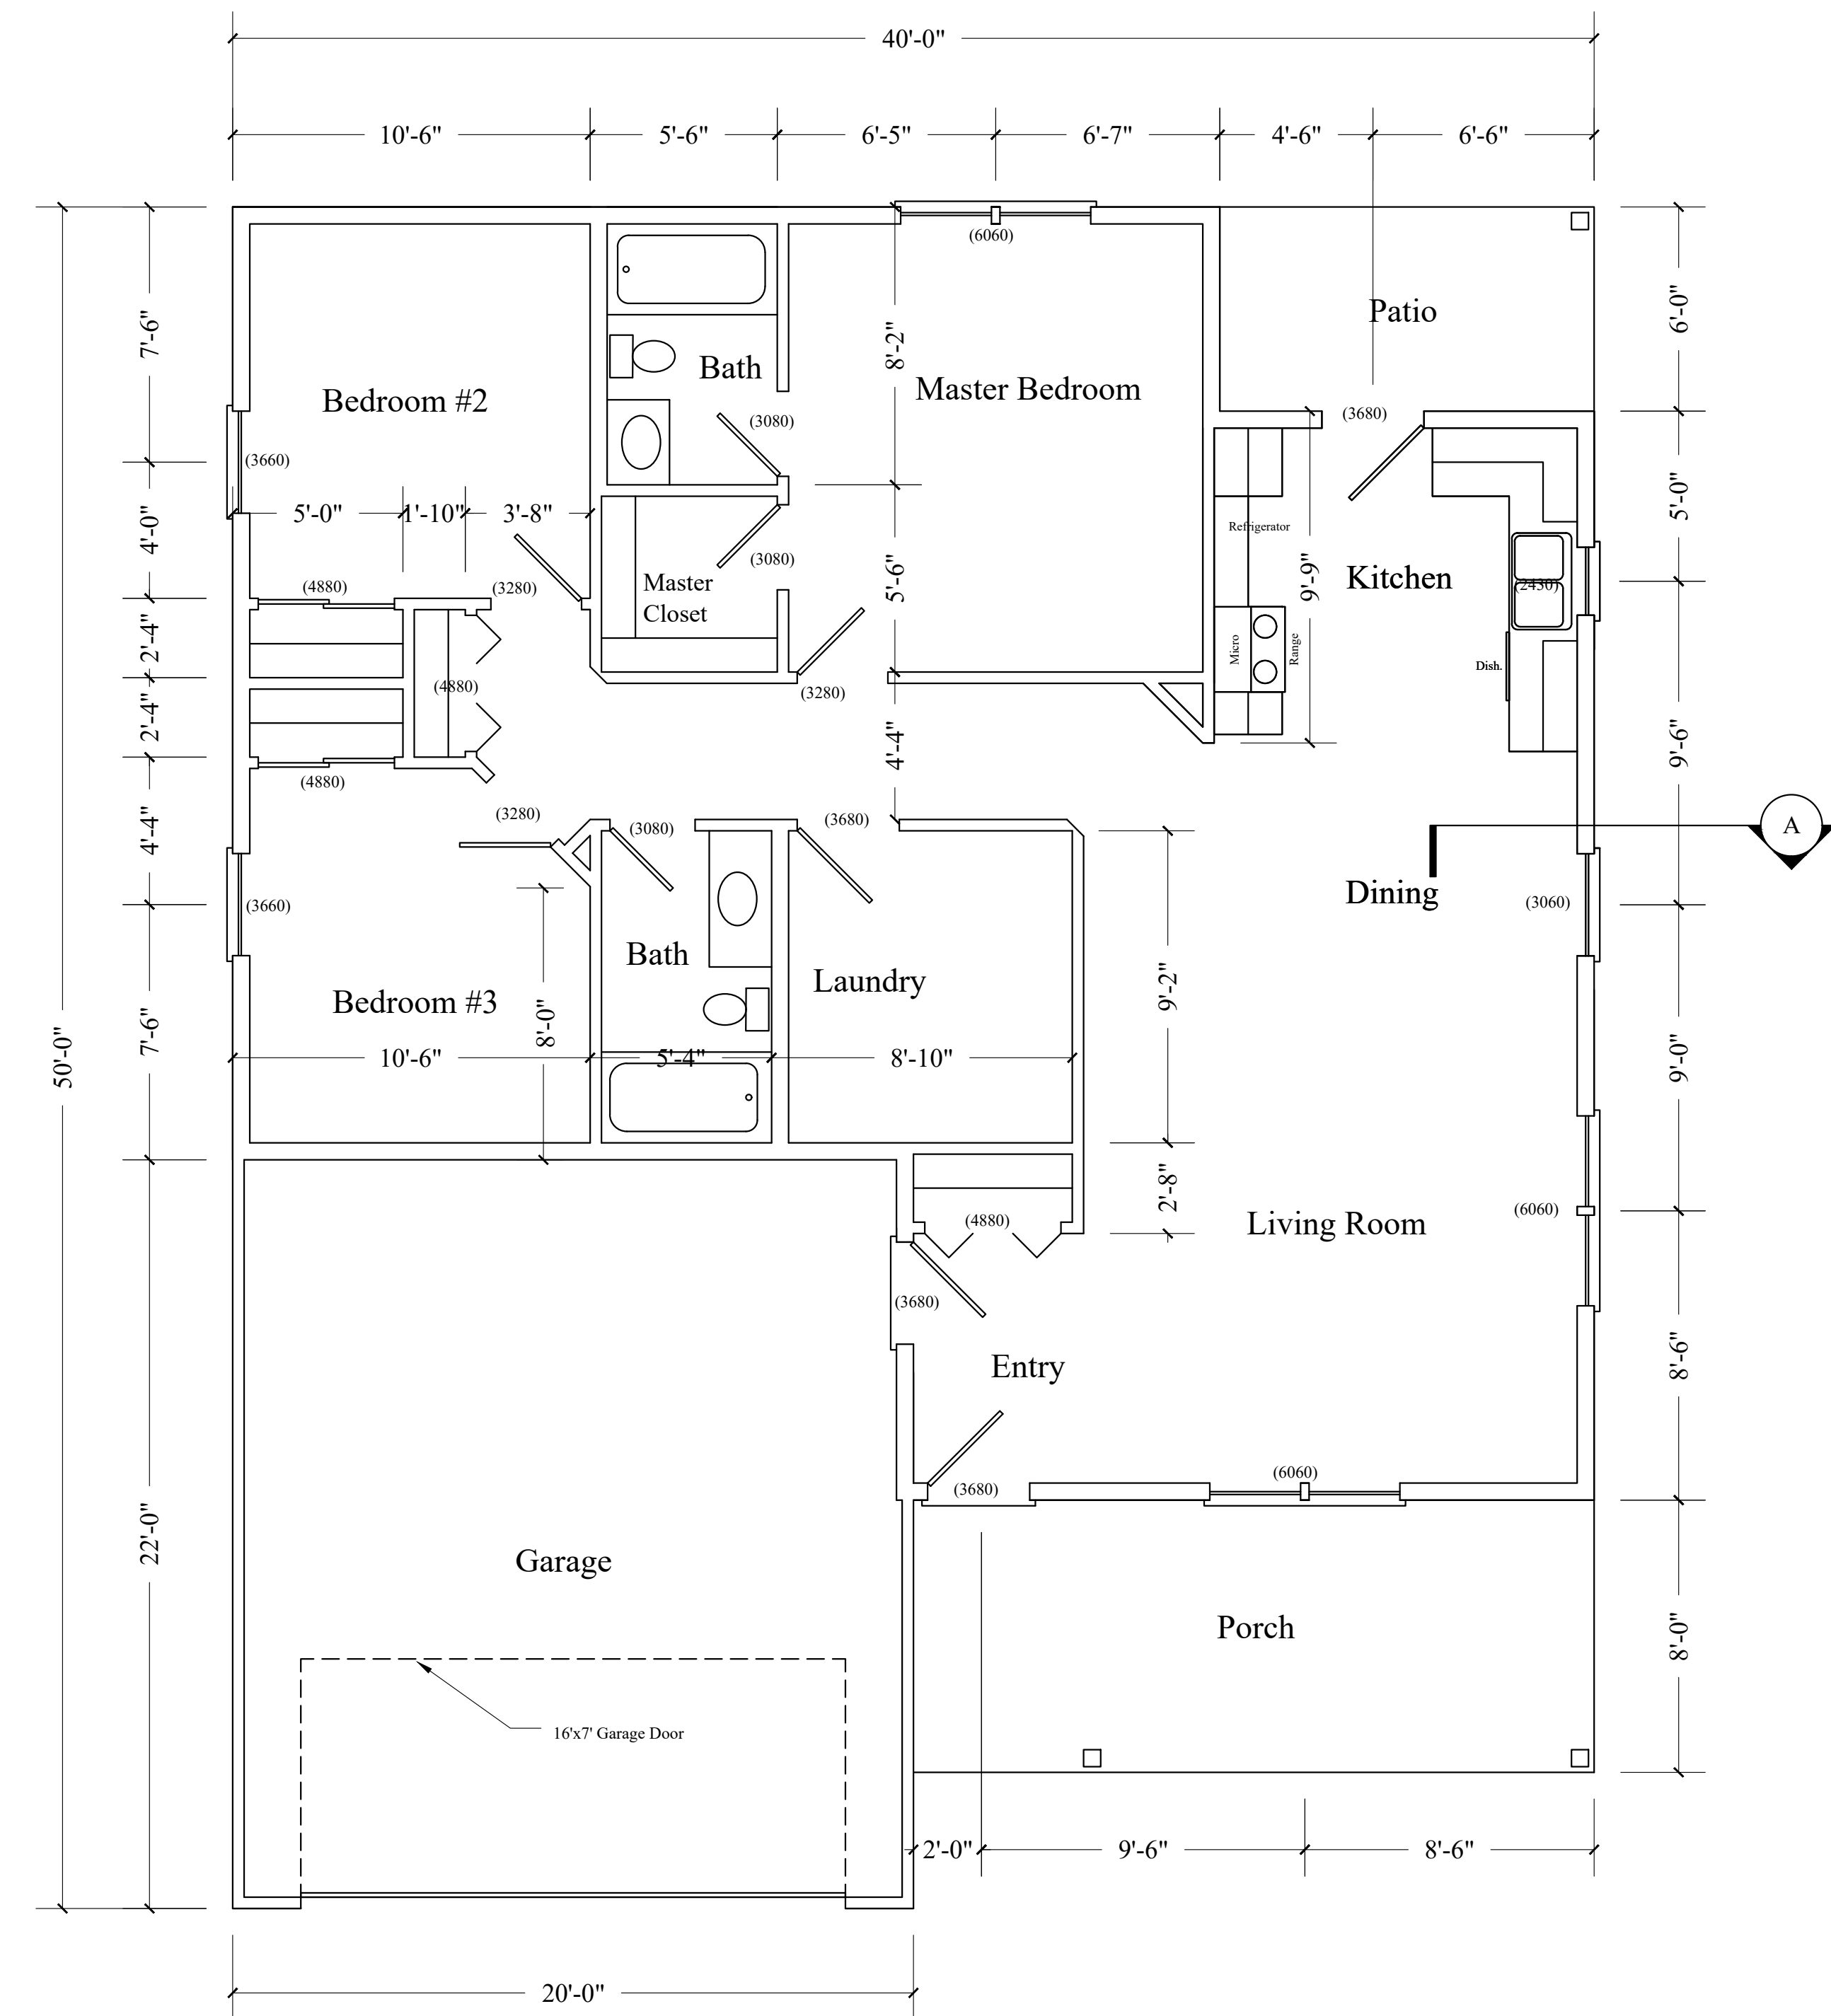 40'-0"
10'-6"
5'-6"
6'-5"
6'-7"
4'-6"
6'-6"
(6060)
7'-6"
8'-2"
Patio
6'-0"
Bath
Master Bedroom
Bedroom #2
(3080)
(3680)
(3660)
5'-0"
1'-10"
3'-8"
4'-0"
5'-0"
Refrigerator
(3080)
(4880)
(3280)
Master
Closet
5'-6"
9'-9"
Kitchen
(2430)
2'-4"
Micro
Range
Dish.
(4880)
(3280)
2'-4"
4'-4"
9'-6"
(4880)
4'-4"
(3280)
(3080)
(3680)
A
Dining
(3660)
(3060)
Bath
Laundry
9'-2"
Bedroom #3
8'-0"
50'-0"
7'-6"
10'-6"
5'-4"
8'-10"
9'-0"
2'-8"
(4880)
Living Room
(6060)
(3680)
Entry
8'-6"
(6060)
(3680)
22'-0"
Garage
Porch
8'-0"
16'x7' Garage Door
2'-0"
9'-6"
8'-6"
20'-0"